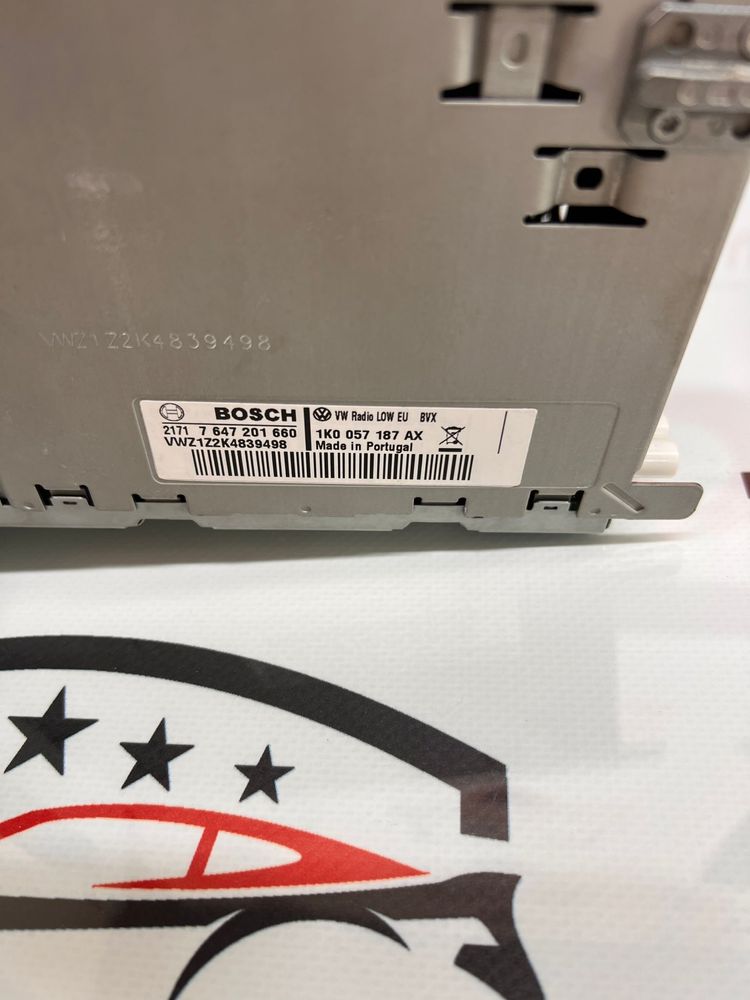 VWZ1Z2K4839498
BOSCH
2171 7 647 201 660
VWZ1Z2K4839498
VW Radio LOW EU BVX
1K0 057 187 AX
Made in Portugal